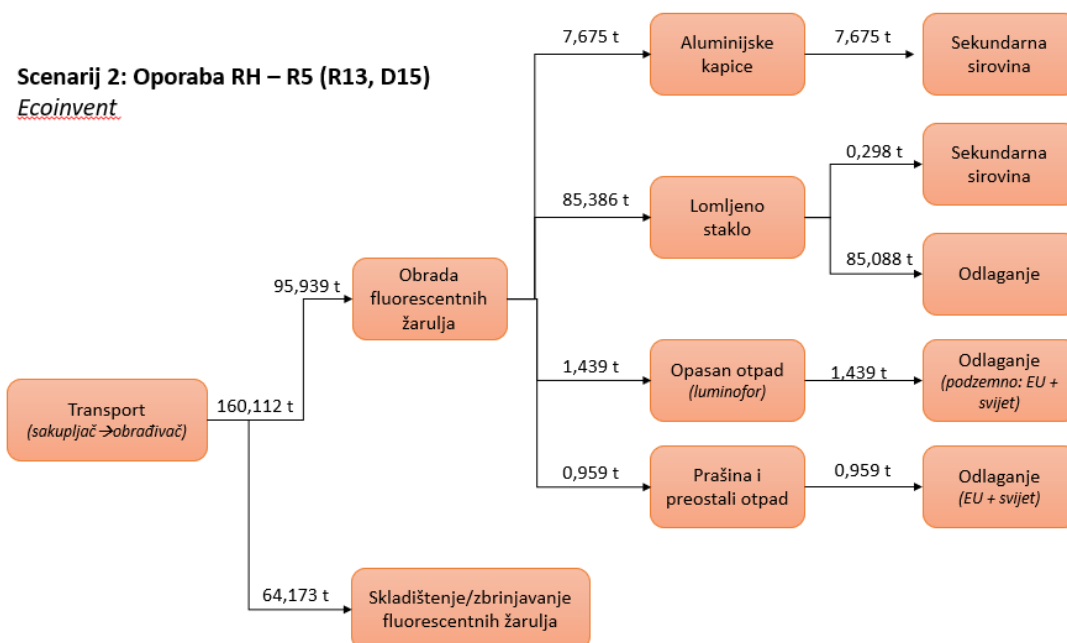 Scenarij 2: Oporaba RH – R5 (R13, D15)
Ecoinvent
7,675 t
Aluminijske
kapice
7,675 t
Sekundarna
sirovina
85,386 t
Lomljeno
staklo
0,298 t
Sekundarna
sirovina
85,088 t
Odlaganje
95,939 t
Obrada
fluorescentnih
žarulja
1,439 t
Opasan otpad
(luminofor)
1,439 t
Odlaganje
(podzemno: EU +
svijet)
Transport
(sakupljač→obrađivač)
160,112 t
0,959 t
Prašina i
preostali otpad
0,959 t
Odlaganje
(EU + svijet)
64,173 t
Skladištenje/zbrinjavanje
fluorescentnih žarulja